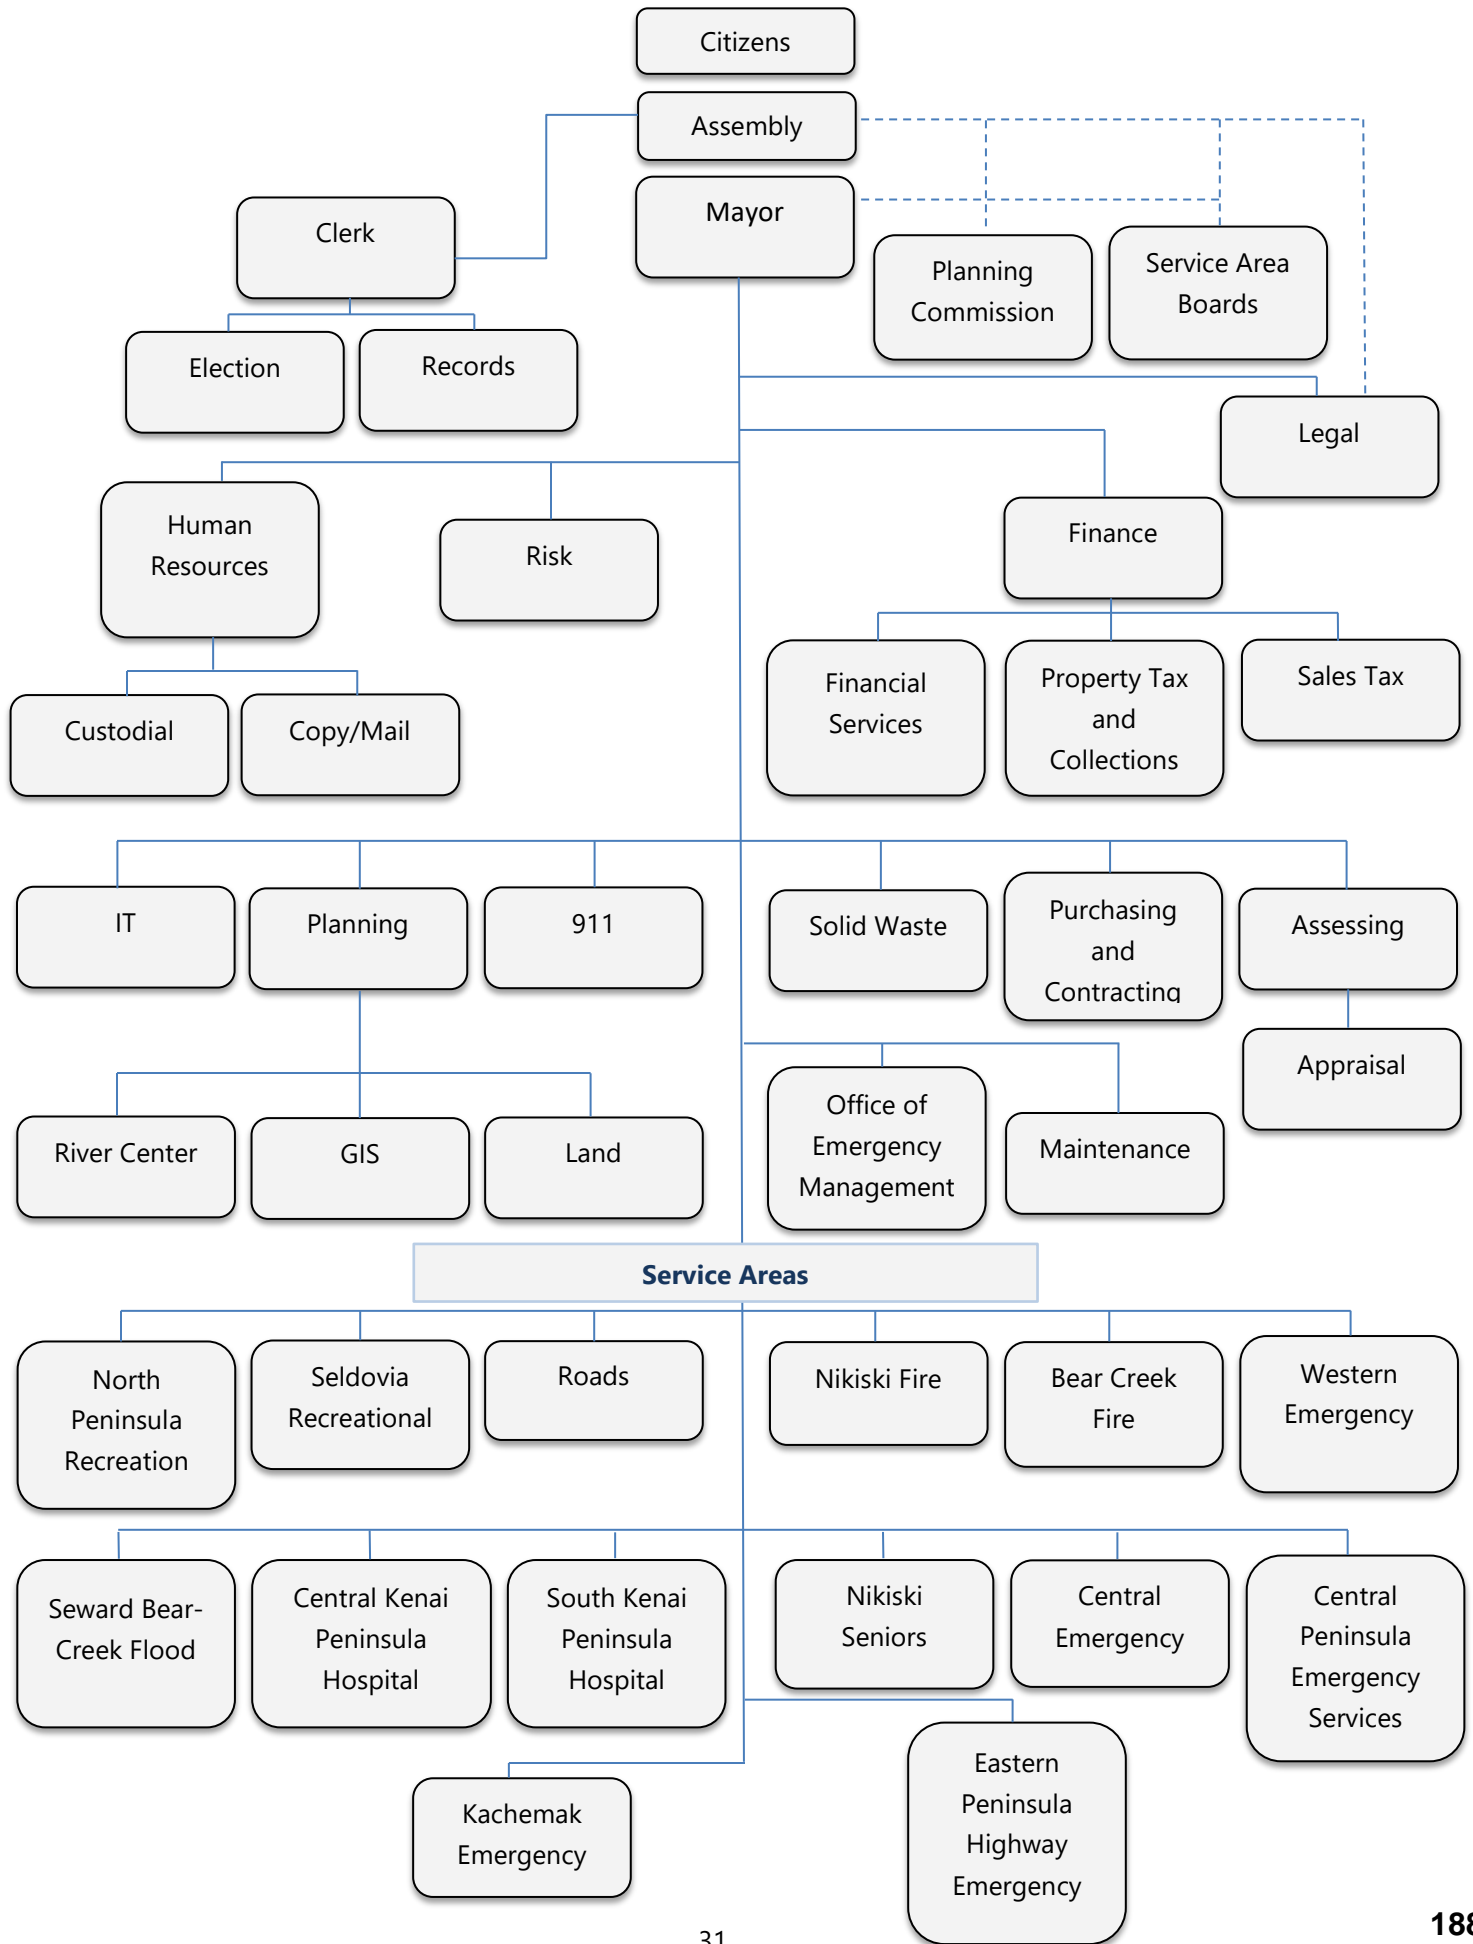 Citizens
Assembly
Mayor
Clerk
Planning
Commission
Service Area
Boards
Election
Records
Legal
Human
Resources
Risk
Finance
Custodial
Copy/Mail
Financial
Services
Property Tax
and
Collections
Sales Tax
IT
Planning
911
Solid Waste
Purchasing
and
Contracting
Assessing
Appraisal
River Center
GIS
Land
Office of
Emergency
Management
Maintenance
Service Areas
North
Peninsula
Recreation
Seldovia
Recreational
Roads
Nikiski Fire
Bear Creek
Fire
Western
Emergency
Seward Bear-
Creek Flood
Central Kenai
Peninsula
Hospital
South Kenai
Peninsula
Hospital
Nikiski
Seniors
Central
Emergency
Central
Peninsula
Emergency
Services
Kachemak
Emergency
Eastern
Peninsula
Highway
Emergency
31
188